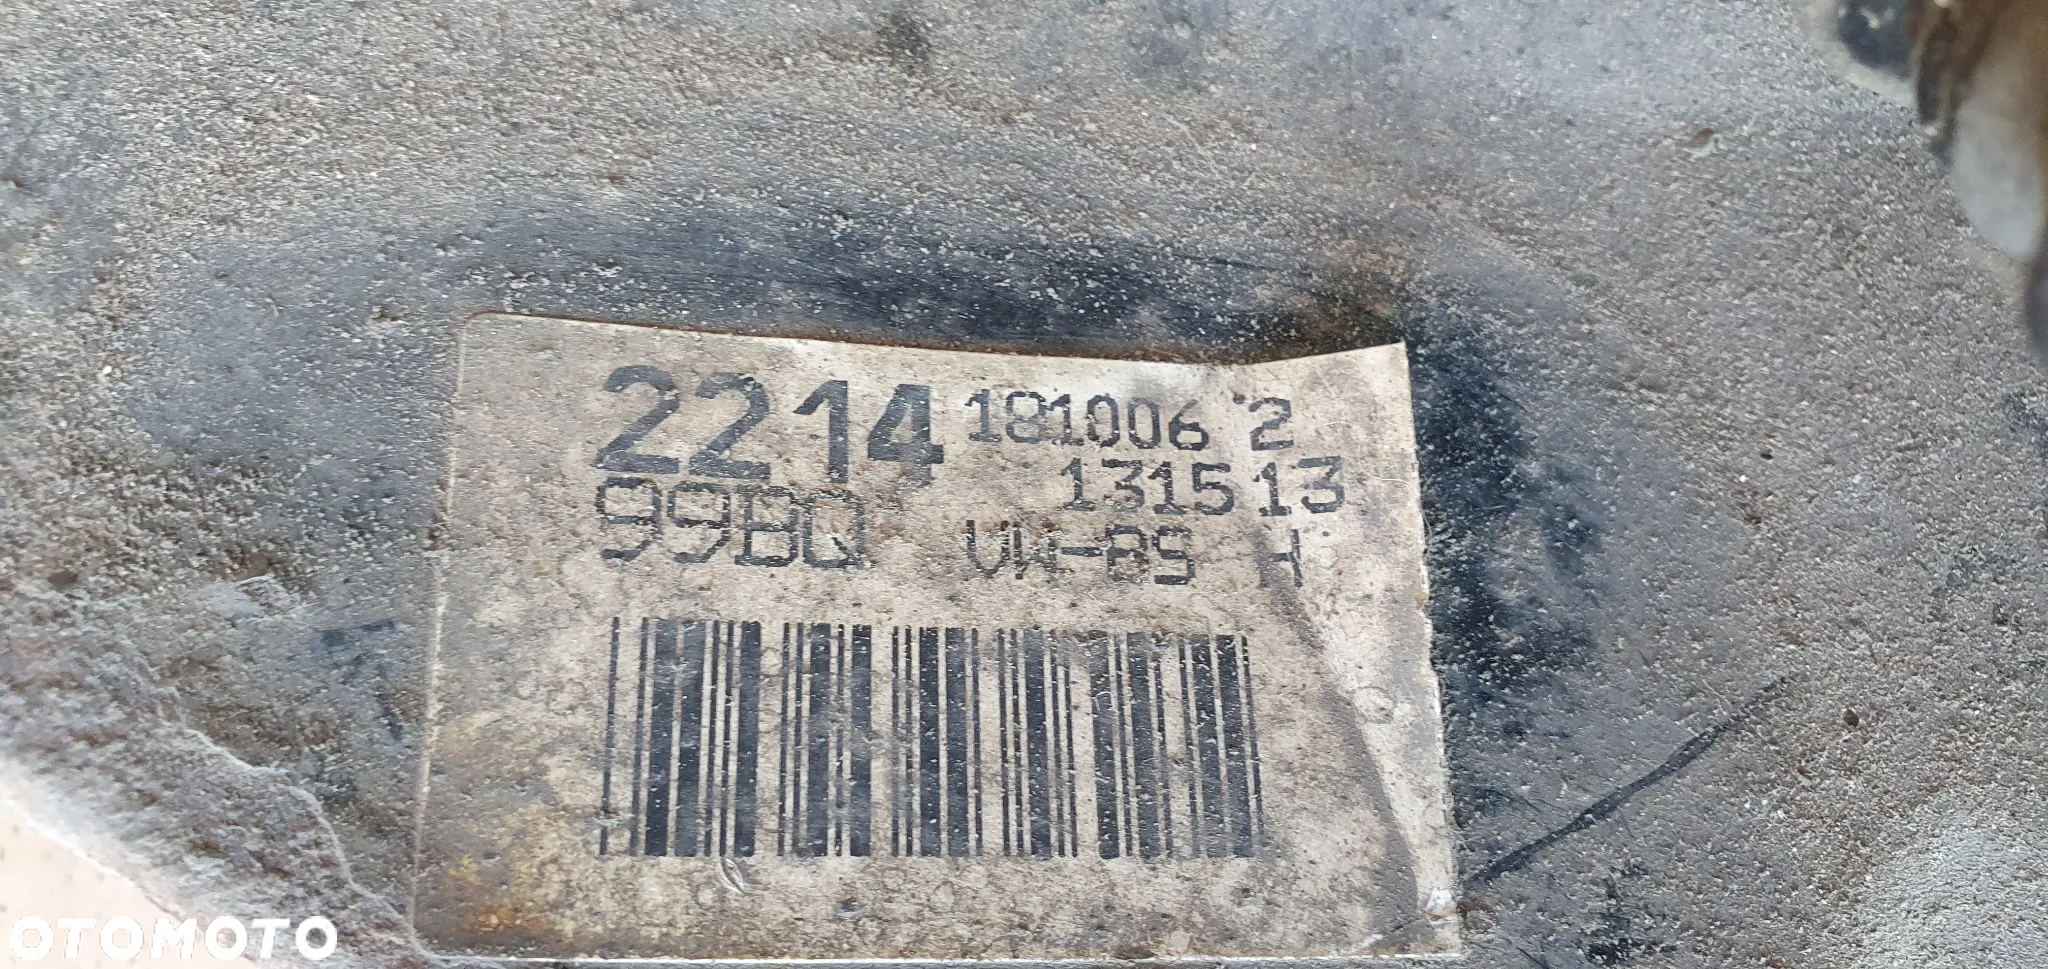 2214 181006 2
131513
99BQ VW-BS H
OTOMOTO